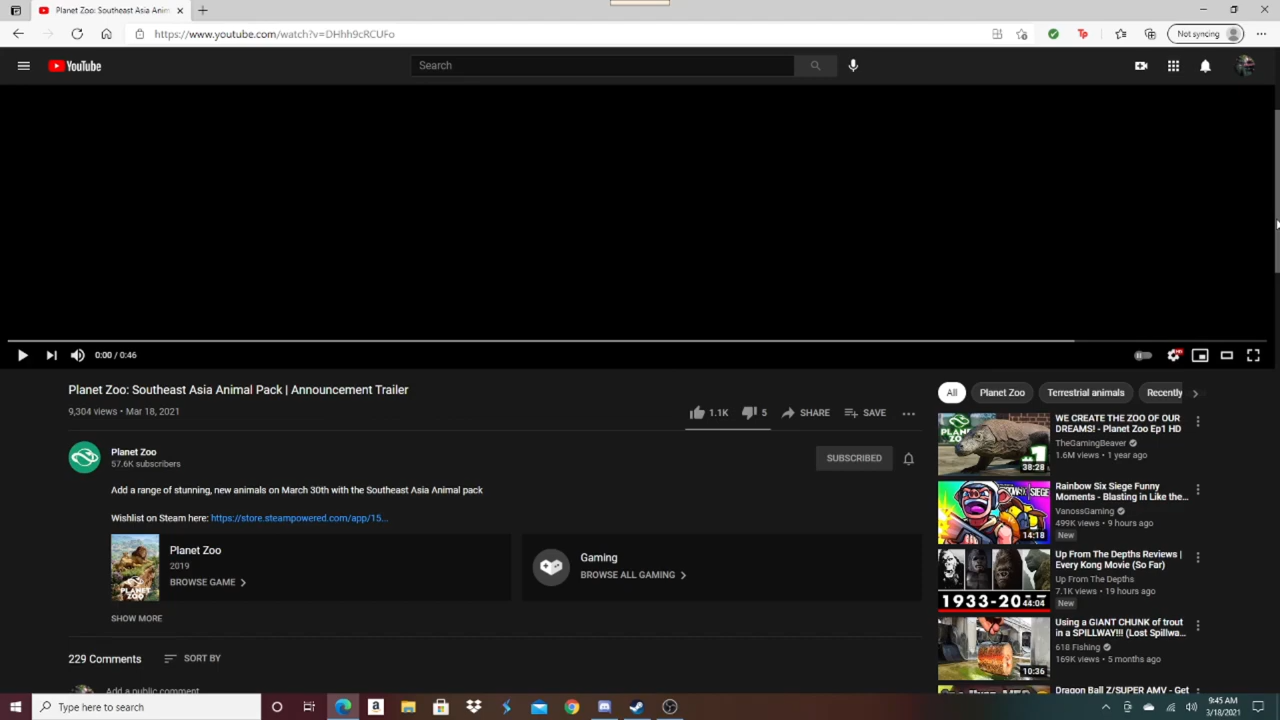 Planet Zoo: Southeast Asia Anim
https://www.youtube.com/watch?v=DHhh9cRCUFo
Not syncing
YouTube
Search
0:00 / 0:46
Planet Zoo: Southeast Asia Animal Pack | Announcement Trailer
9,304 views • Mar 18, 2021
1.1K
5
SHARE
SAVE
Planet Zoo
57.6K subscribers
SUBSCRIBED
Add a range of stunning, new animals on March 30th with the Southeast Asia Animal pack
Wishlist on Steam here: https://store.steampowered.com/app/15...
PLANET
ZOO
Planet Zoo
2019
BROWSE GAME
Gaming
BROWSE ALL GAMING
SHOW MORE
229 Comments
SORT BY
Add a public comment
All
Planet Zoo
Terrestrial animals
Recently
PLANET
ZOO
#1
38:28
WE CREATE THE ZOO OF OUR
DREAMS! - Planet Zoo Ep1 HD
TheGamingBeaver
1.6M views • 1 year ago
14:18
Rainbow Six Siege Funny
Moments - Blasting in Like the...
VanossGaming
499K views • 9 hours ago
New
44:04
Up From The Depths Reviews |
Every Kong Movie (So Far)
Up From The Depths
7.1K views • 19 hours ago
New
10:36
Using a GIANT CHUNK of trout
in a SPILLWAY!!! (Lost Spillwa...
618 Fishing
169K views • 5 months ago
Dragon Ball Z/SUPER AMV - Get
Type here to search
9:45 AM
3/18/2021